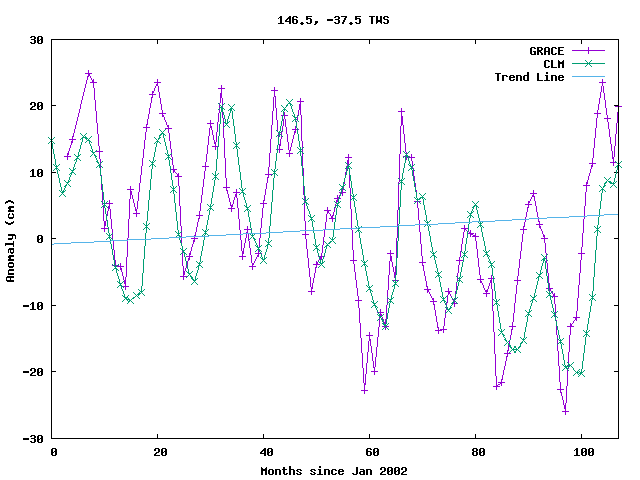 146.5, -37.5 TWS
GRACE
CLM
Trend Line
30
20
10
0
-10
-20
-30
Anomaly (cm)
0 20 40 60 80 100
Months since Jan 2002